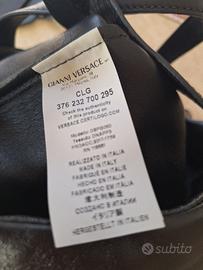 GIANNI VERSACE
CLG
376 232 700 295
Check the authenticity
of this product on
VERSACE.CERTILOGO.COM
REALIZZATO IN ITALIA
MADE IN ITALY
FABRIQUÉ EN ITALIE
HECHO EN ITALIA
FABRICADO EM ITALIA
意大利制造
イタリア製
СДЕЛАНО В ИТАЛИИ
HERGESTELLT IN ITALIEN
subito